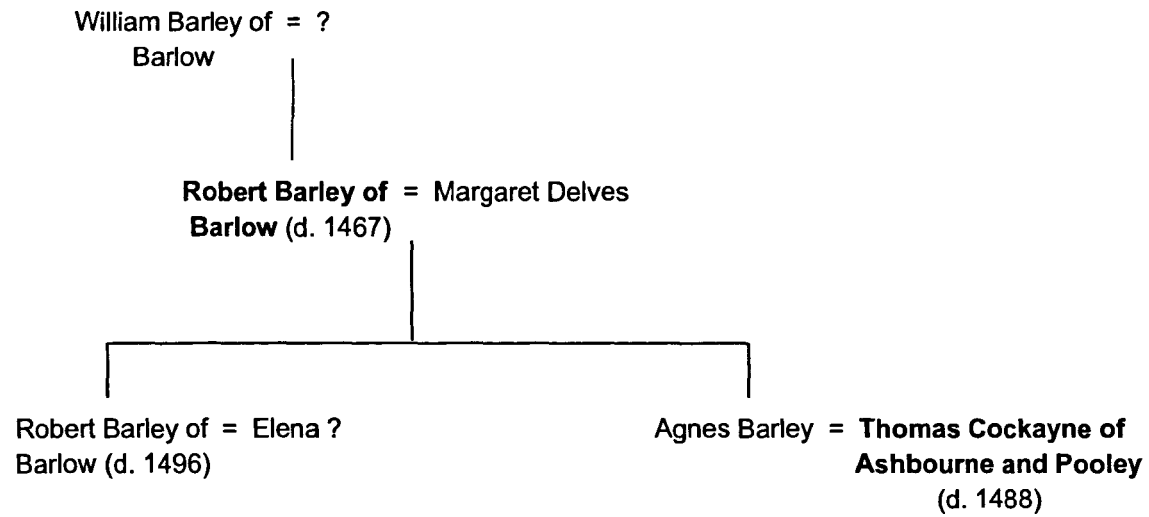 William Barley of = ?
Barlow
Robert Barley of = Margaret Delves
Barlow (d. 1467)
Robert Barley of = Elena ?
Barlow (d. 1496)
Agnes Barley = Thomas Cockayne of
Ashbourne and Pooley
(d. 1488)